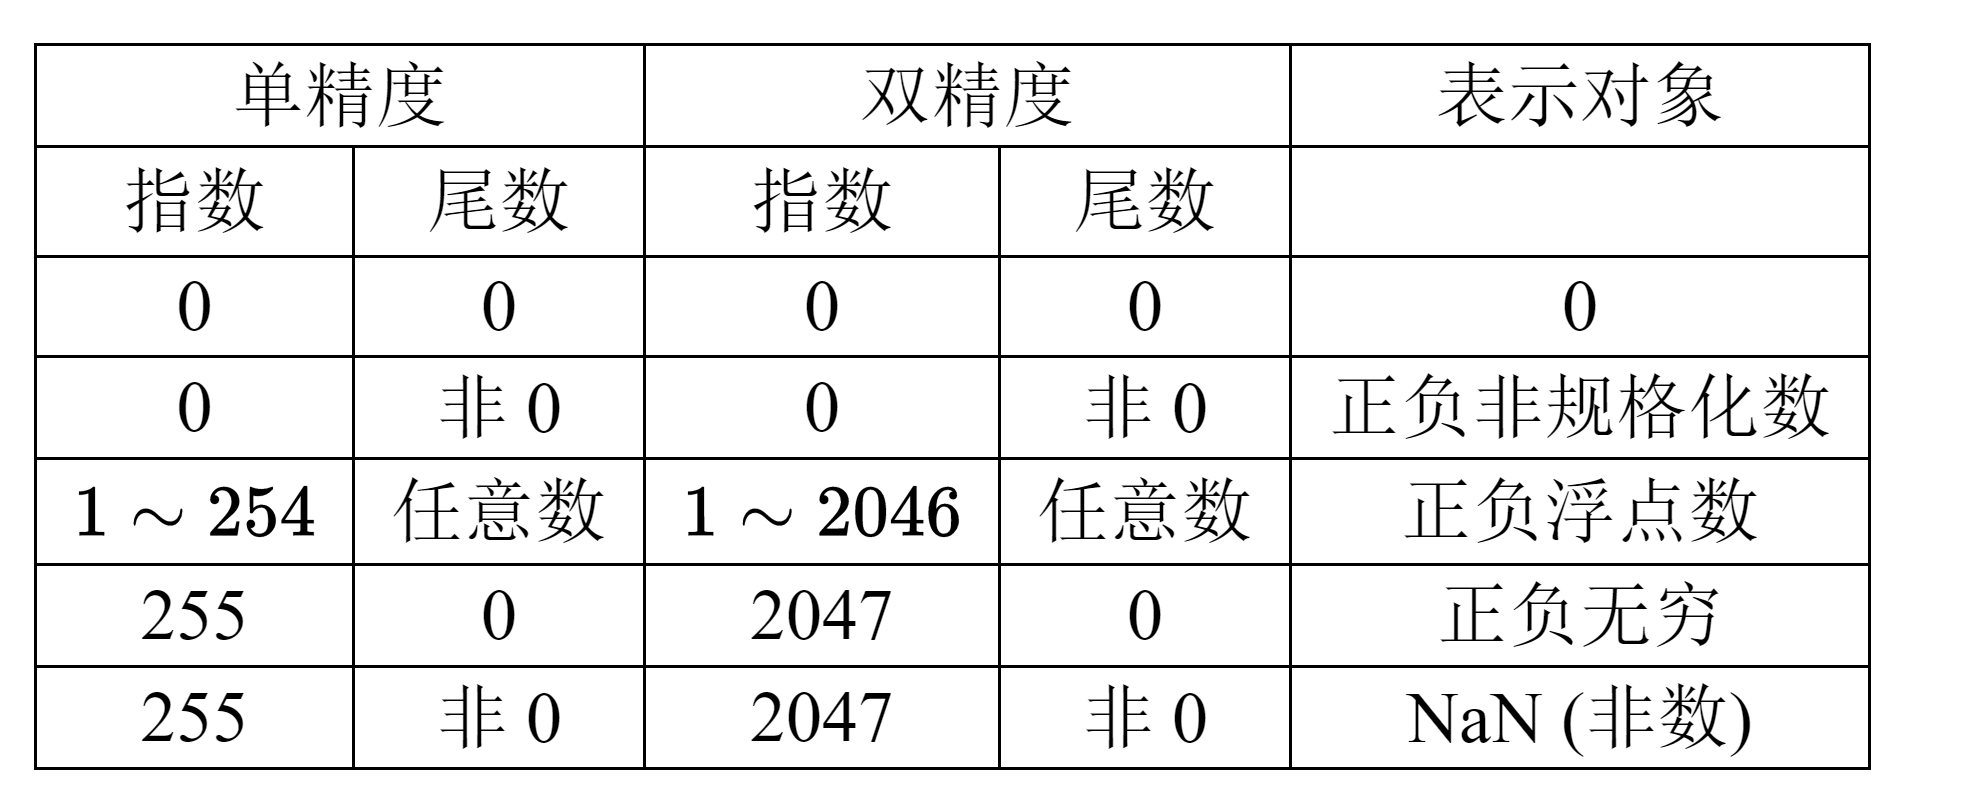 单精度 双精度 表示对象
指数 尾数 指数 尾数
0 0 0 0 0
0 非 0 0 非 0 正负非规格化数
1 ∼ 254 任意数 1 ∼ 2046 任意数 正负浮点数
255 0 2047 0 正负无穷
255 非 0 2047 非 0 NaN (非数)